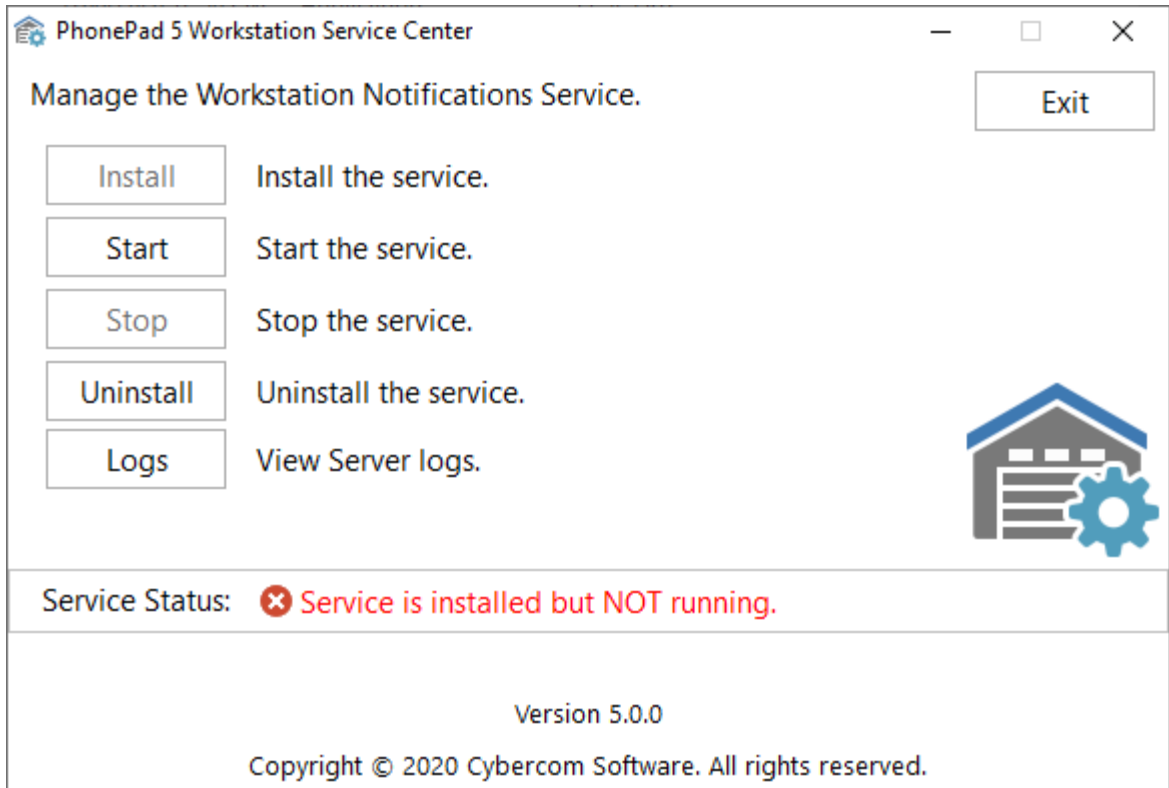 PhonePad 5 Workstation Service Center
Manage the Workstation Notifications Service.
Exit
Install Install the service.
Start Start the service.
Stop Stop the service.
Uninstall Uninstall the service.
Logs View Server logs.
Service Status: Service is installed but NOT running.
Version 5.0.0
Copyright © 2020 Cybercom Software. All rights reserved.